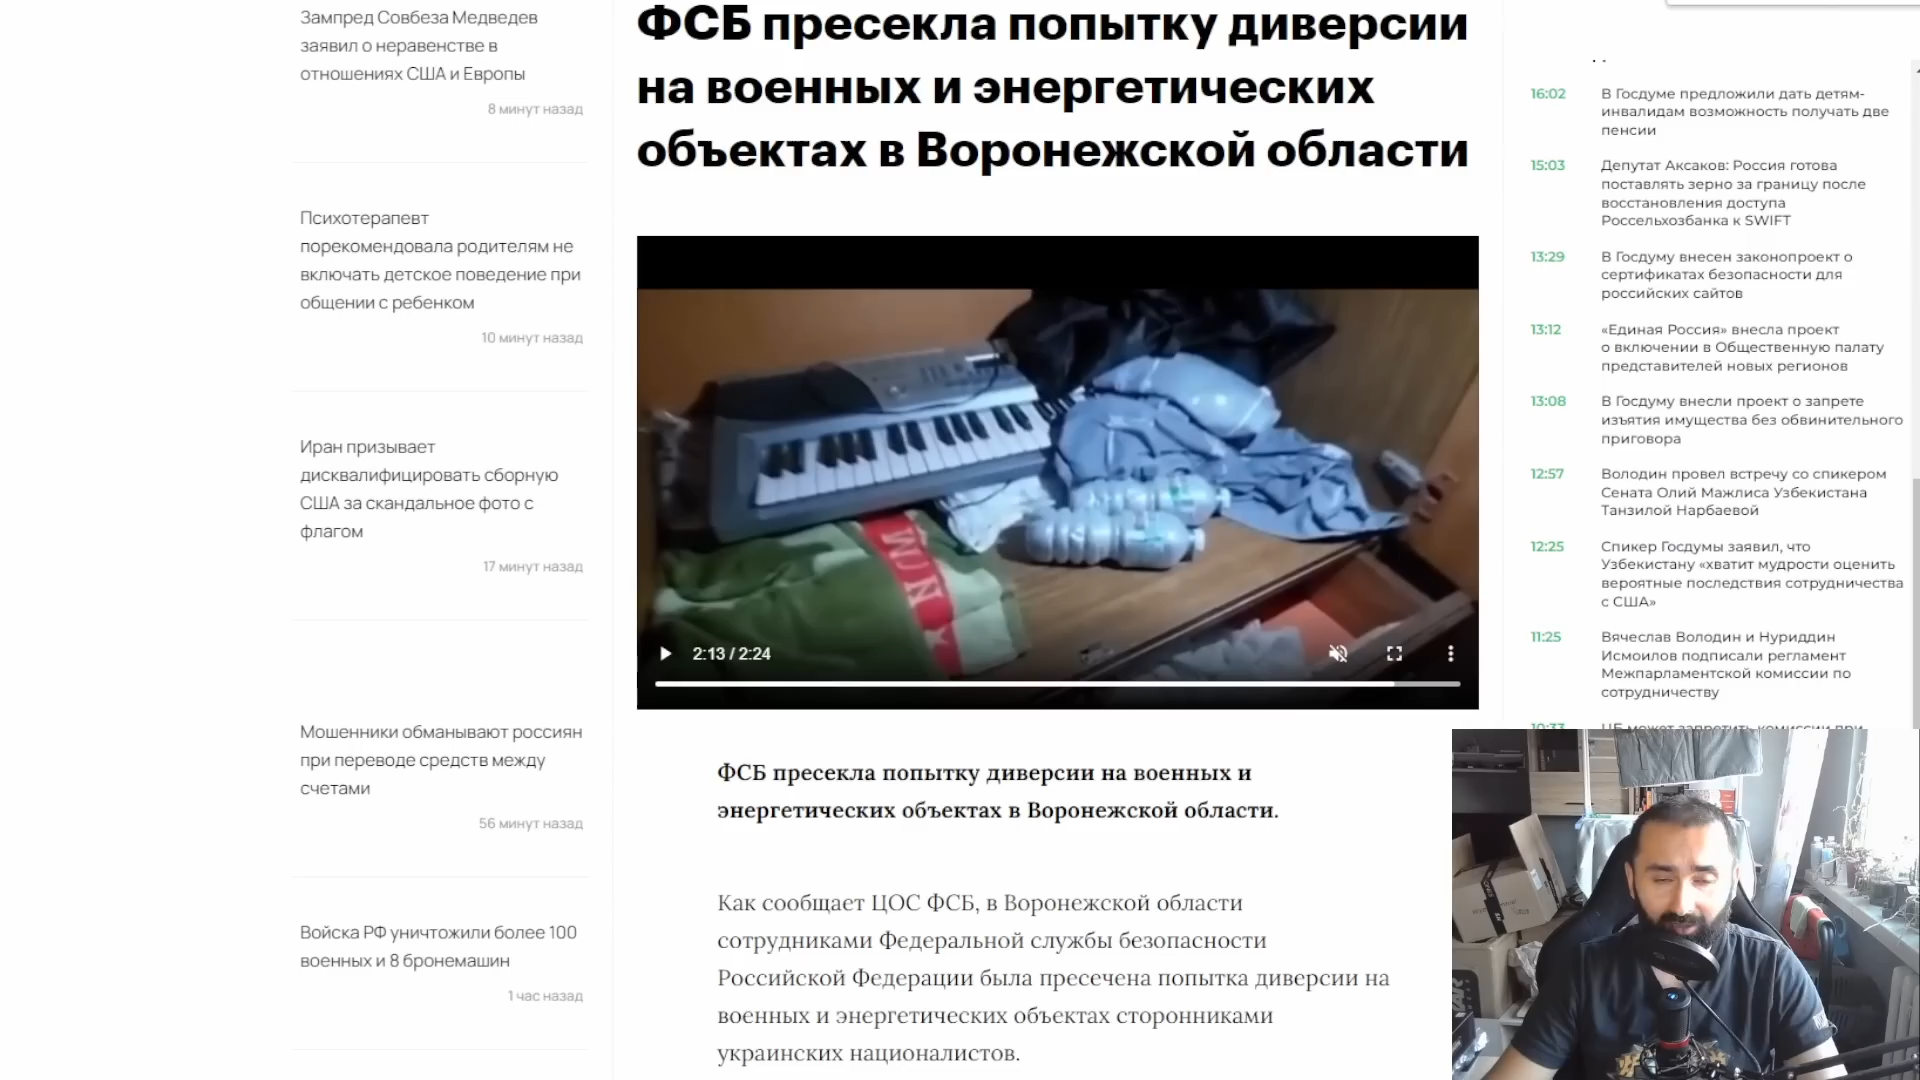 Зампред Совбеза Медведев
заявил о неравенстве в
отношениях США и Европы
8 минут назад
Психотерапевт
порекомендовала родителям не
включать детское поведение при
общении с ребенком
10 минут назад
Иран призывает
дисквалифицировать сборную
США за скандальное фото с
флагом
17 минут назад
Мошенники обманывают россиян
при переводе средств между
счетами
56 минут назад
Войска РФ уничтожили более 100
военных и 8 бронемашин
1 час назад
ФСБ пресекла попытку диверсии
на военных и энергетических
объектах в Воронежской области
2:13 / 2:24
ФСБ пресекла попытку диверсии на военных и
энергетических объектах в Воронежской области.
Как сообщает ЦОС ФСБ, в Воронежской области
сотрудниками Федеральной службы безопасности
Российской Федерации была пресечена попытка диверсии на
военных и энергетических объектах сторонниками
украинских националистов.
16:02
В Госдуме предложили дать детям-
инвалидам возможность получать две
пенсии
15:03
Депутат Аксаков: Россия готова
поставлять зерно за границу после
восстановления доступа
Россельхозбанка к SWIFT
13:29
В Госдуму внесен законопроект о
сертификатах безопасности для
российских сайтов
13:12
«Единая Россия» внесла проект
о включении в Общественную палату
представителей новых регионов
13:08
В Госдуму внесли проект о запрете
изъятия имущества без обвинительного
приговора
12:57
Володин провел встречу со спикером
Сената Олий Мажлиса Узбекистана
Танзилой Нарбаевой
12:25
Спикер Госдумы заявил, что
Узбекистану «хватит мудрости оценить
вероятные последствия сотрудничества
с США»
11:25
Вячеслав Володин и Нуриддин
Исмоилов подписали регламент
Межпарламентской комиссии по
сотрудничеству
10:33
ЦБ может запретить комиссии при